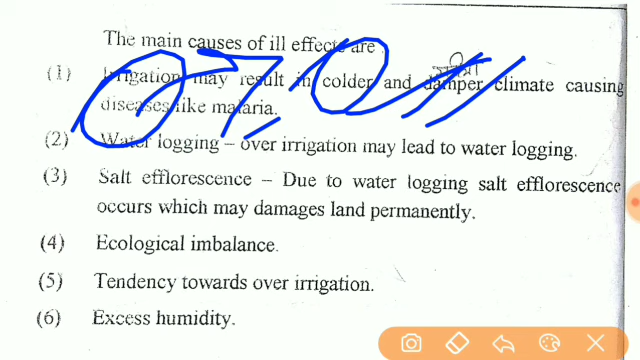 The main causes of ill effects are
(1) Irrigation may result in colder and damper climate causing
diseases like malaria.
(2) Water logging – over irrigation may lead to water logging.
(3) Salt efflorescence – Due to water logging salt efflorescence
occurs which may damages land permanently.
(4) Ecological imbalance.
(5) Tendency towards over irrigation.
(6) Excess humidity.